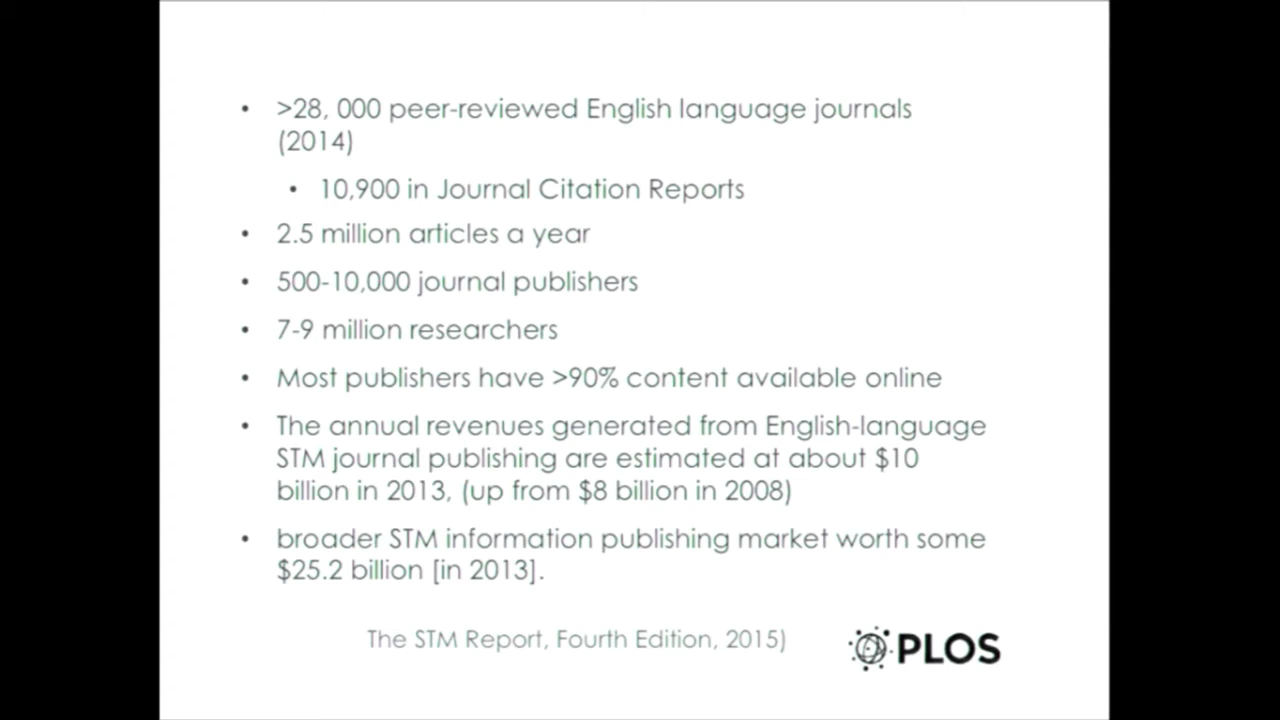 • >28, 000 peer-reviewed English language journals
(2014)
• 10,900 in Journal Citation Reports
• 2.5 million articles a year
• 500-10,000 journal publishers
• 7-9 million researchers
• Most publishers have >90% content available online
• The annual revenues generated from English-language
STM journal publishing are estimated at about $10
billion in 2013, (up from $8 billion in 2008)
• broader STM information publishing market worth some
$25.2 billion [in 2013].
The STM Report, Fourth Edition, 2015)
PLOS